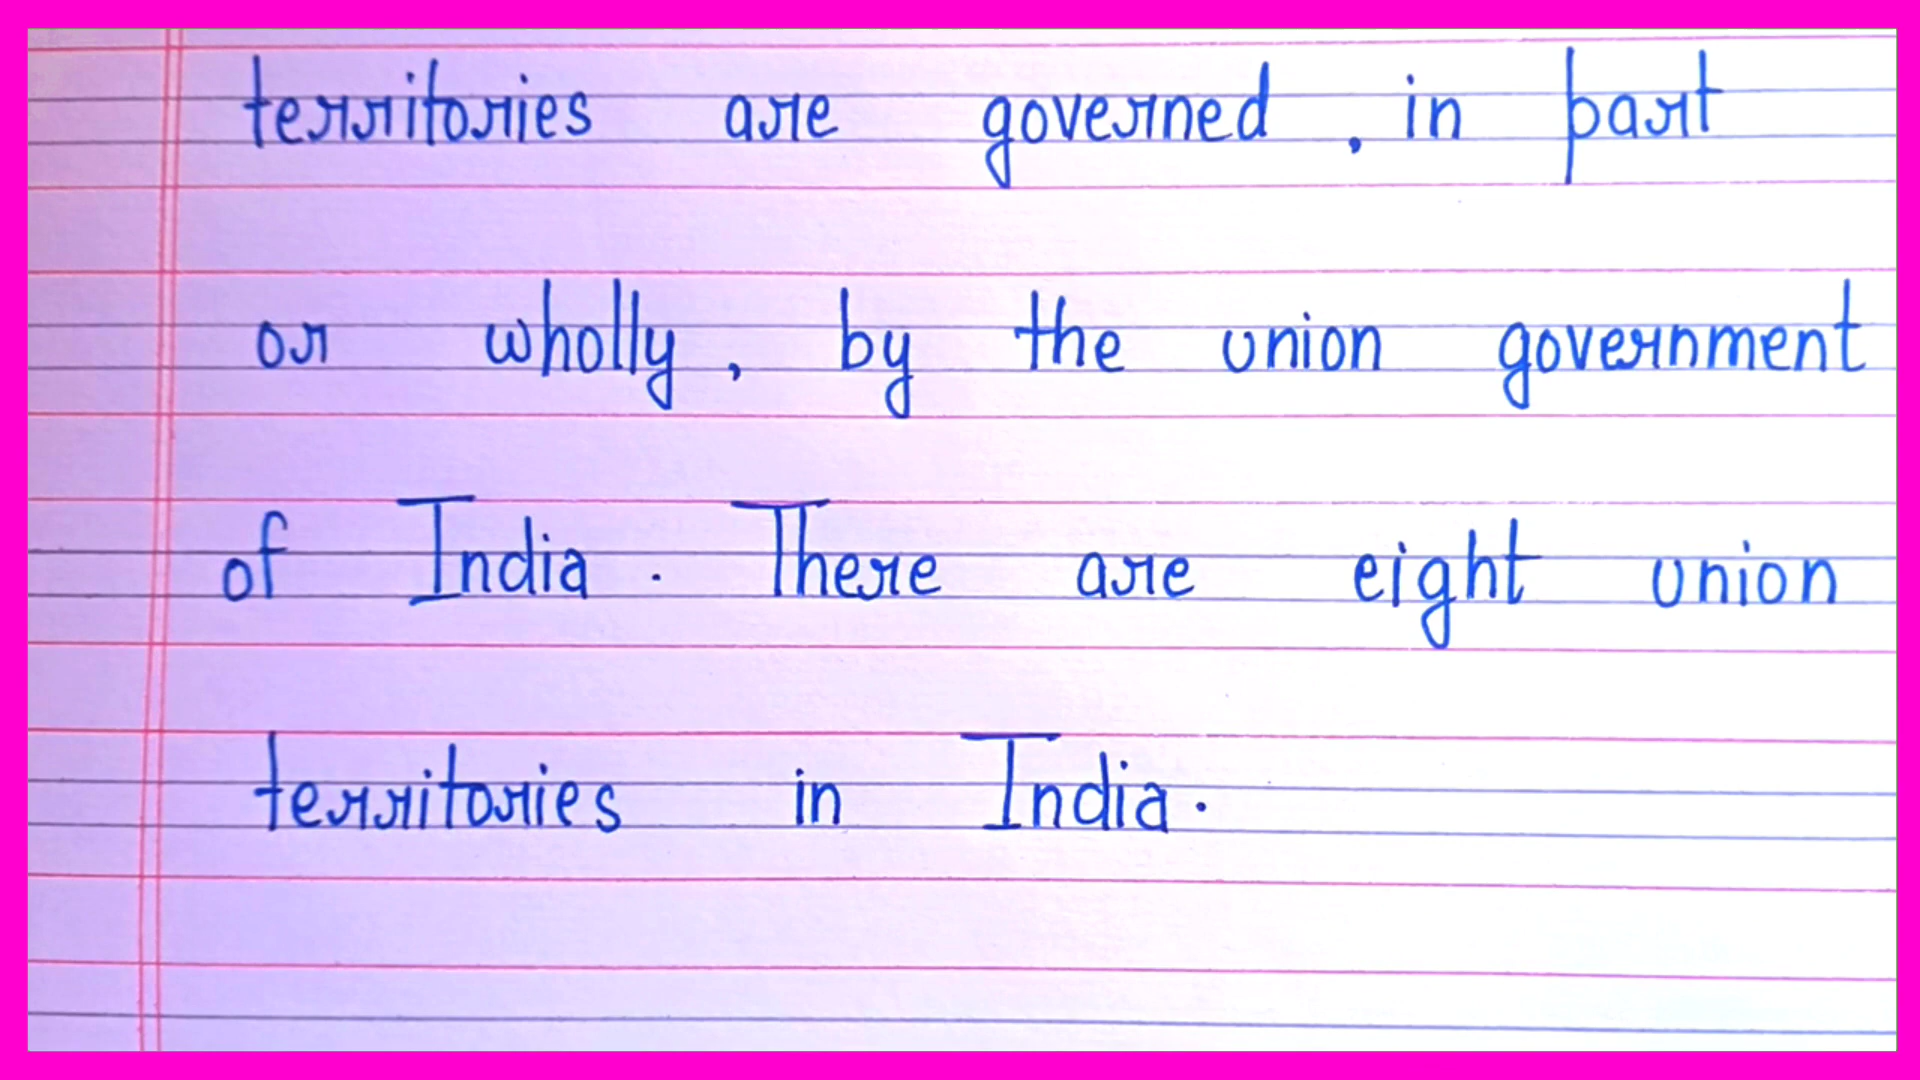 territories are governed , in part
or wholly , by the union government
of India . There are eight union
territories in India .